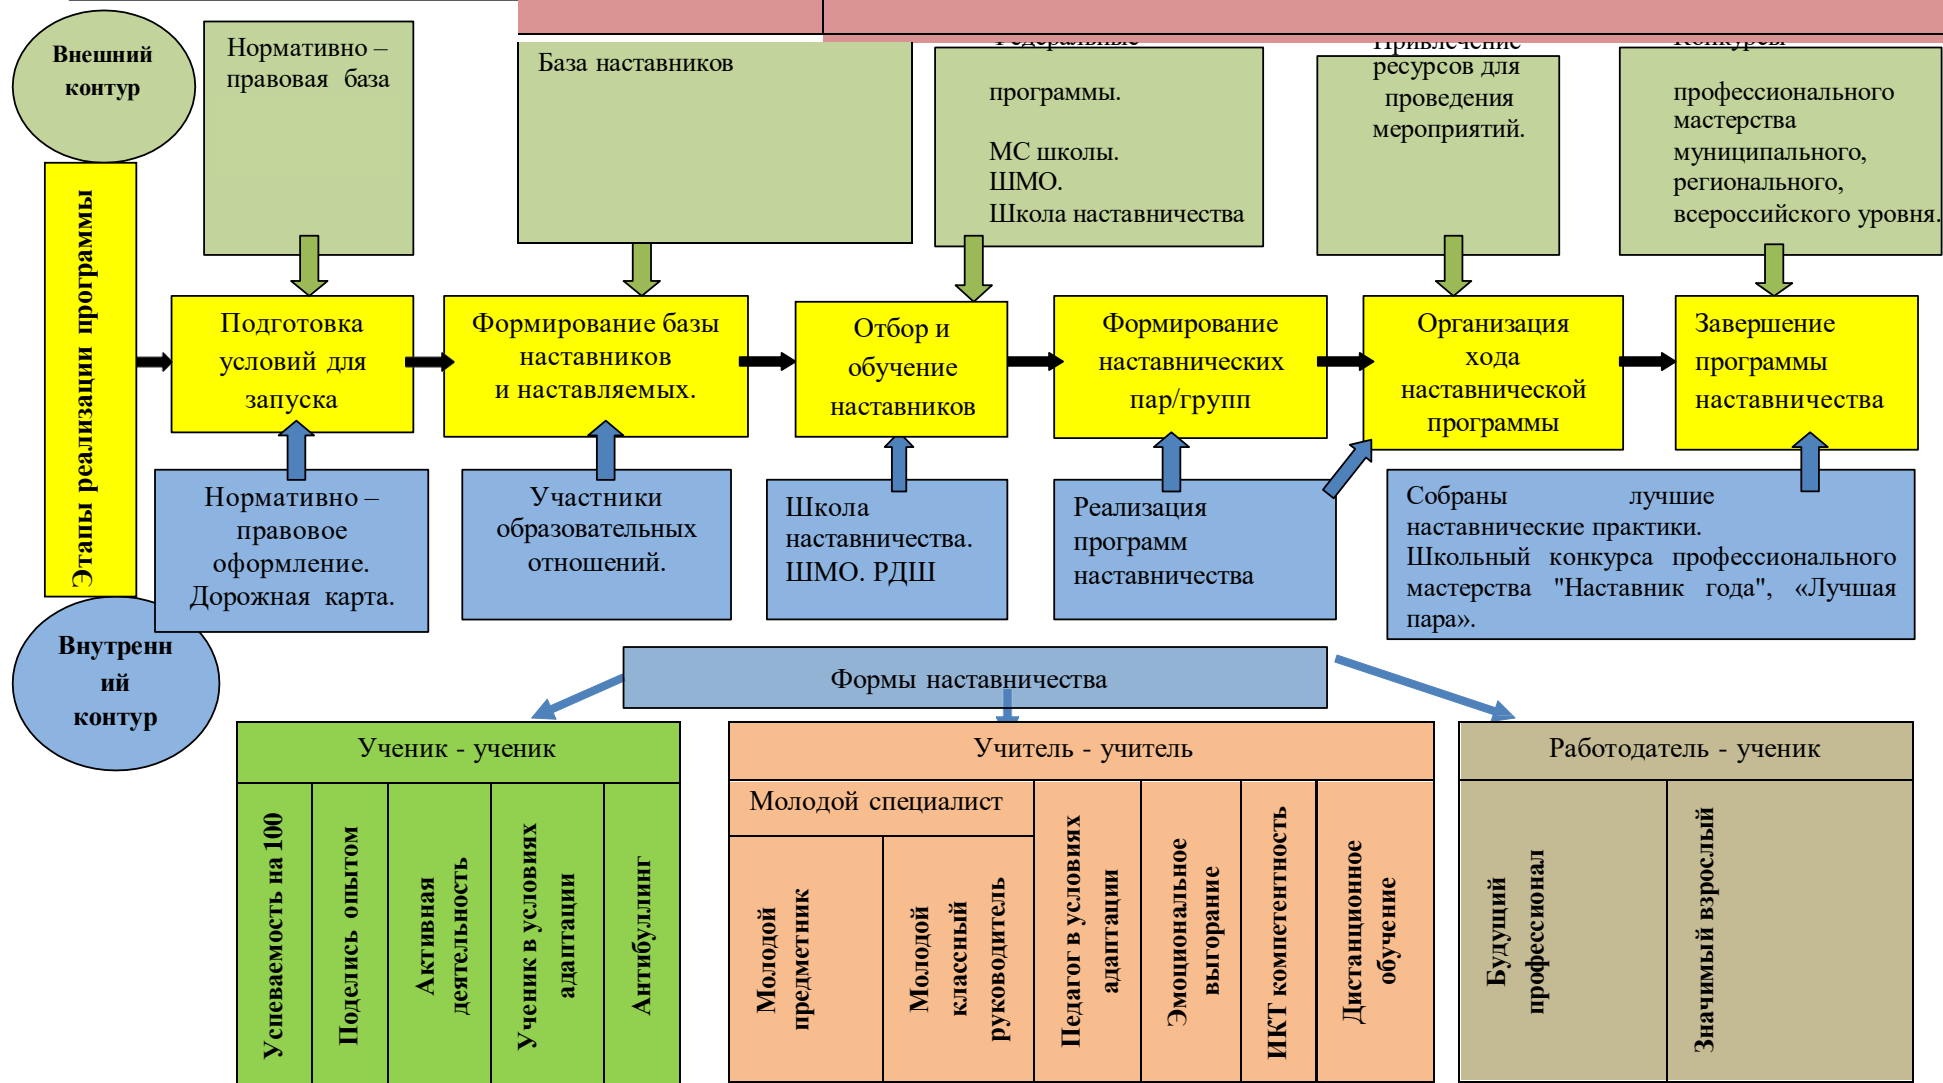 Внешний
контур
Нормативно –
правовая база
База наставников
Федеральные
программы.
МС школы.
ШМО.
Школа наставничества
Привлечение
ресурсов для
проведения
мероприятий.
Конкурсы
профессионального
мастерства
муниципального,
регионального,
всероссийского уровня.
Этапы реализации программы
Подготовка
условий для
запуска
Формирование базы
наставников
и наставляемых.
Отбор и
обучение
наставников
Формирование
наставнических
пар/групп
Организация
хода
наставнической
программы
Завершение
программы
наставничества
Нормативно –
правовое
оформление.
Дорожная карта.
Участники
образовательных
отношений.
Школа
наставничества.
ШМО. РДШ
Реализация
программ
наставничества
Собраны лучшие
наставнические практики.
Школьный конкурса профессионального
мастерства "Наставник года", «Лучшая
пара».
Внутренн
ий
контур
Формы наставничества
Ученик - ученик
Успеваемость на 100
Поделись опытом
Активная
деятельность
Ученик в условиях
адаптации
Антибуллинг
Учитель - учитель
Молодой специалист
Молодой
предметник
Молодой
классный
руководитель
Педагог в условиях
адаптации
Эмоциональное
выгорание
ИКТ компетентность
Дистанционное
обучение
Работодатель - ученик
Будущий
профессионал
Значимый взрослый